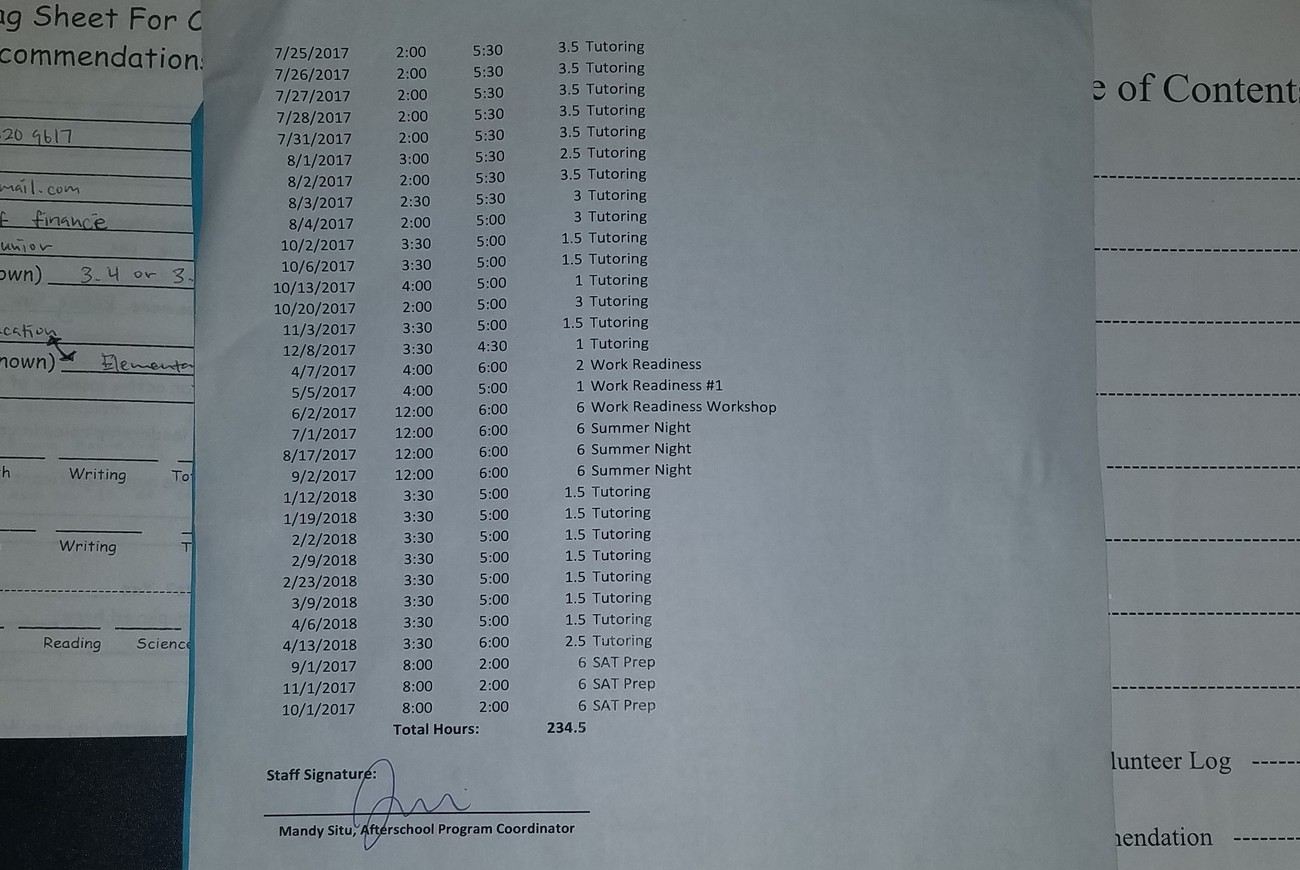 ng Sheet For C
commendations
20 9617
mail.com
f finance
unior
own) 3.4 or 3.
cation
nown) Elementa
h Writing To
Writing T
Reading Science
7/25/2017 2:00 5:30 3.5 Tutoring
7/26/2017 2:00 5:30 3.5 Tutoring
7/27/2017 2:00 5:30 3.5 Tutoring
7/28/2017 2:00 5:30 3.5 Tutoring
7/31/2017 2:00 5:30 3.5 Tutoring
8/1/2017 3:00 5:30 2.5 Tutoring
8/2/2017 2:00 5:30 3.5 Tutoring
8/3/2017 2:30 5:30 3 Tutoring
8/4/2017 2:00 5:00 3 Tutoring
10/2/2017 3:30 5:00 1.5 Tutoring
10/6/2017 3:30 5:00 1.5 Tutoring
10/13/2017 4:00 5:00 1 Tutoring
10/20/2017 2:00 5:00 3 Tutoring
11/3/2017 3:30 5:00 1.5 Tutoring
12/8/2017 3:30 4:30 1 Tutoring
4/7/2017 4:00 6:00 2 Work Readiness
5/5/2017 4:00 5:00 1 Work Readiness #1
6/2/2017 12:00 6:00 6 Work Readiness Workshop
7/1/2017 12:00 6:00 6 Summer Night
8/17/2017 12:00 6:00 6 Summer Night
9/2/2017 12:00 6:00 6 Summer Night
1/12/2018 3:30 5:00 1.5 Tutoring
1/19/2018 3:30 5:00 1.5 Tutoring
2/2/2018 3:30 5:00 1.5 Tutoring
2/9/2018 3:30 5:00 1.5 Tutoring
2/23/2018 3:30 5:00 1.5 Tutoring
3/9/2018 3:30 5:00 1.5 Tutoring
4/6/2018 3:30 5:00 1.5 Tutoring
4/13/2018 3:30 6:00 2.5 Tutoring
9/1/2017 8:00 2:00 6 SAT Prep
11/1/2017 8:00 2:00 6 SAT Prep
10/1/2017 8:00 2:00 6 SAT Prep
Total Hours: 234.5
Staff Signature:
Mandy Situ, Afterschool Program Coordinator
e of Contents
lunteer Log
endation